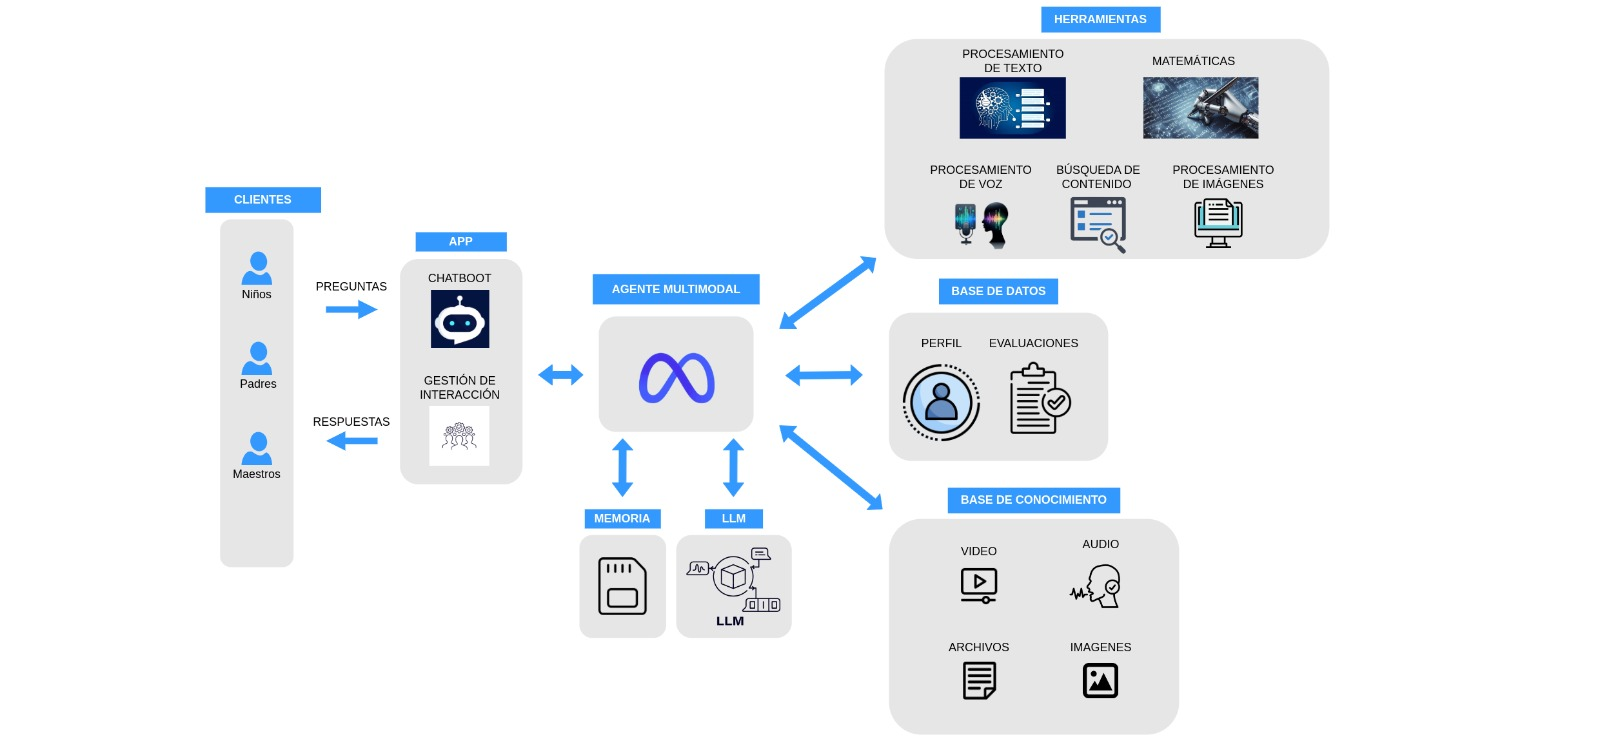 HERRAMIENTAS
PROCESAMIENTO
DE TEXTO
MATEMÁTICAS
PROCESAMIENTO
DE VOZ
BÚSQUEDA DE
CONTENIDO
PROCESAMIENTO
DE IMÁGENES
CLIENTES
Niños
Padres
Maestros
PREGUNTAS
RESPUESTAS
APP
CHATBOOT
GESTIÓN DE
INTERACCIÓN
AGENTE MULTIMODAL
MEMORIA
LLM
LLM
BASE DE DATOS
PERFIL
EVALUACIONES
BASE DE CONOCIMIENTO
VIDEO
AUDIO
ARCHIVOS
IMAGENES